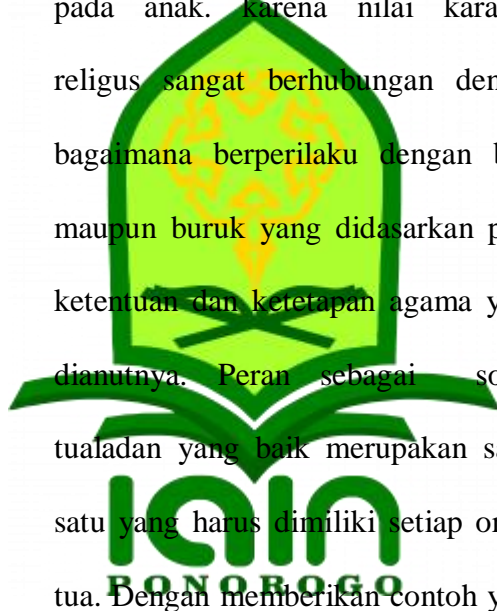 pada anak. karena nilai kara
religus sangat berhubungan den
bagaimana berperilaku dengan b
maupun buruk yang didasarkan p
ketentuan dan ketetapan agama y
dianutnya. Peran sebagai so
tualadan yang baik merupakan sa
satu yang harus dimiliki setiap or
iain
tua. Dengan memberikan contoh y
PONOROGO